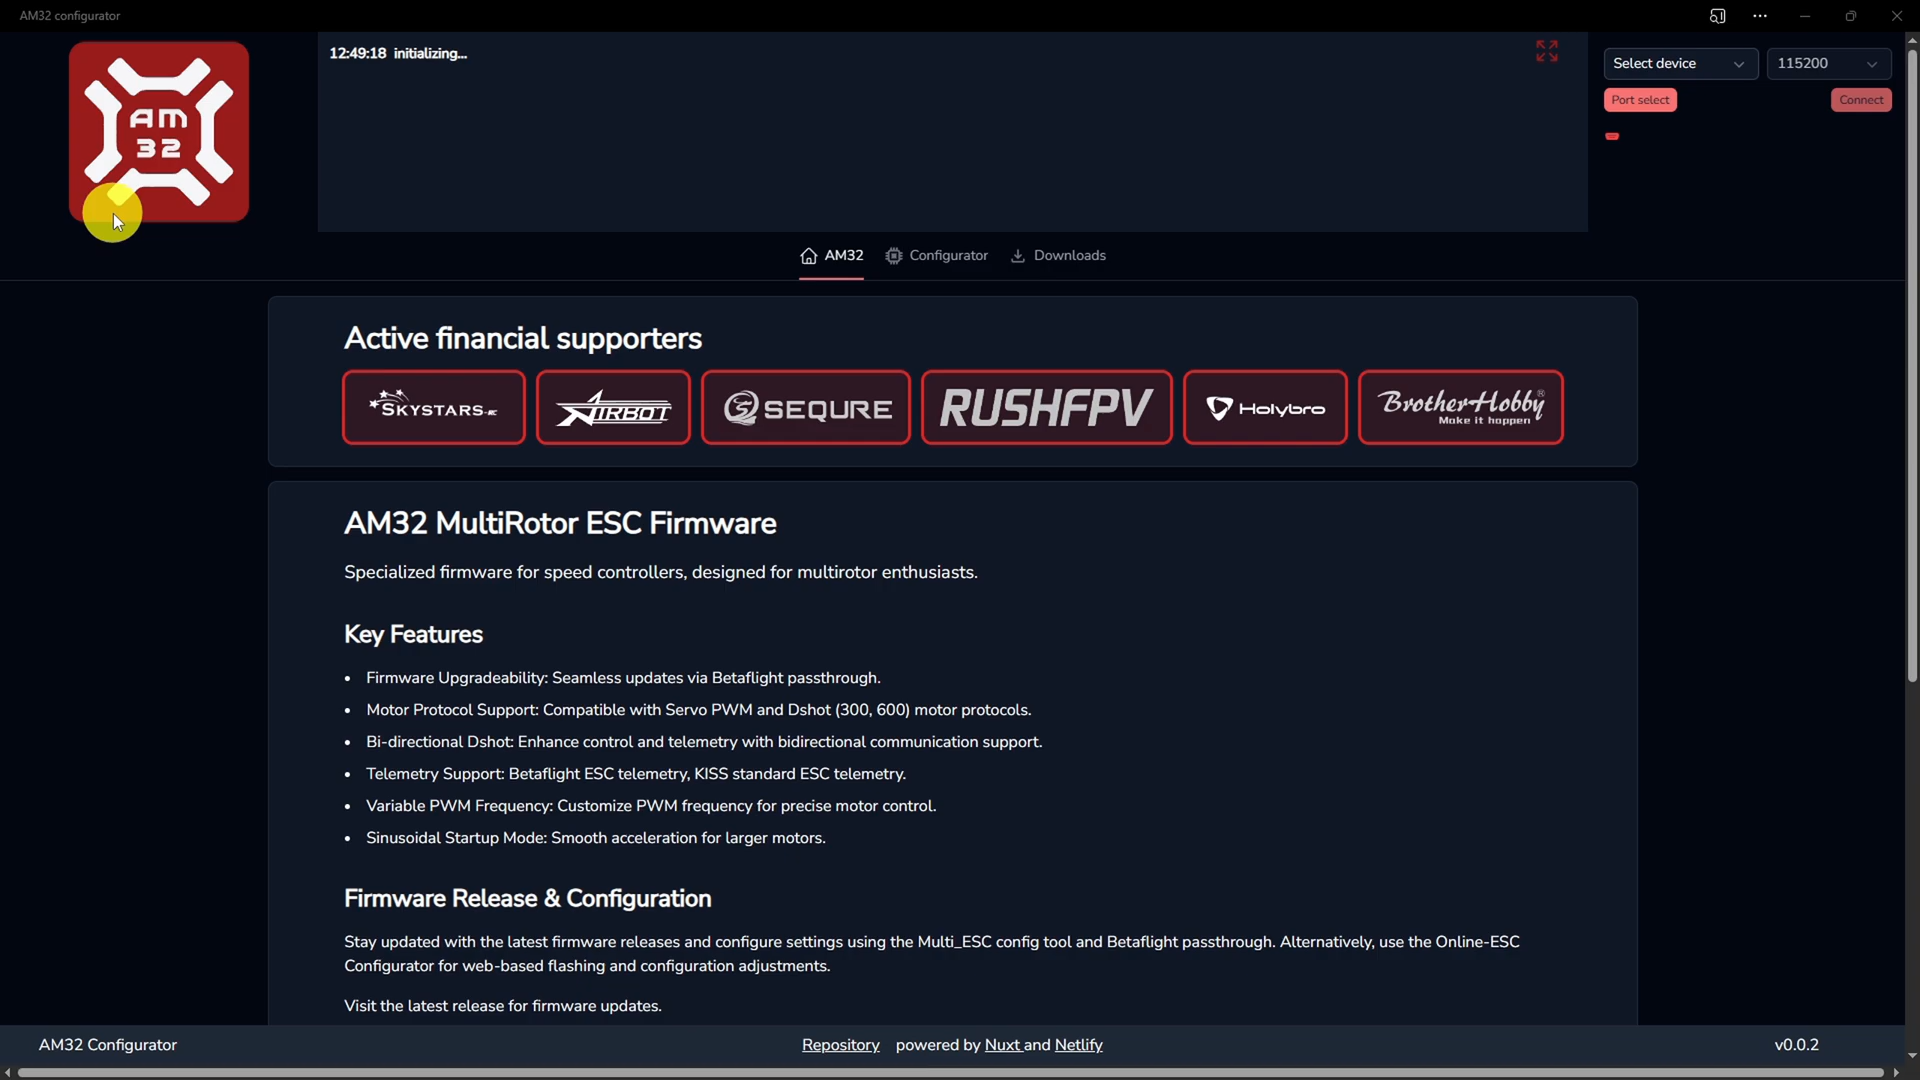 AM32 configurator
AM
32
12:49:18 initializing...
Select device
115200
Port select
Connect
AM32
Configurator
Downloads
Active financial supporters
SKYSTARS-RC
AIRBOT
SEQURE
RUSHFPV
Holybro
BrotherHobby®
Make it happen
AM32 MultiRotor ESC Firmware
Specialized firmware for speed controllers, designed for multirotor enthusiasts.
Key Features
• Firmware Upgradeability: Seamless updates via Betaflight passthrough.
• Motor Protocol Support: Compatible with Servo PWM and Dshot (300, 600) motor protocols.
• Bi-directional Dshot: Enhance control and telemetry with bidirectional communication support.
• Telemetry Support: Betaflight ESC telemetry, KISS standard ESC telemetry.
• Variable PWM Frequency: Customize PWM frequency for precise motor control.
• Sinusoidal Startup Mode: Smooth acceleration for larger motors.
Firmware Release & Configuration
Stay updated with the latest firmware releases and configure settings using the Multi_ESC config tool and Betaflight passthrough. Alternatively, use the Online-ESC
Configurator for web-based flashing and configuration adjustments.
Visit the latest release for firmware updates.
AM32 Configurator
Repository powered by Nuxt and Netlify
v0.0.2